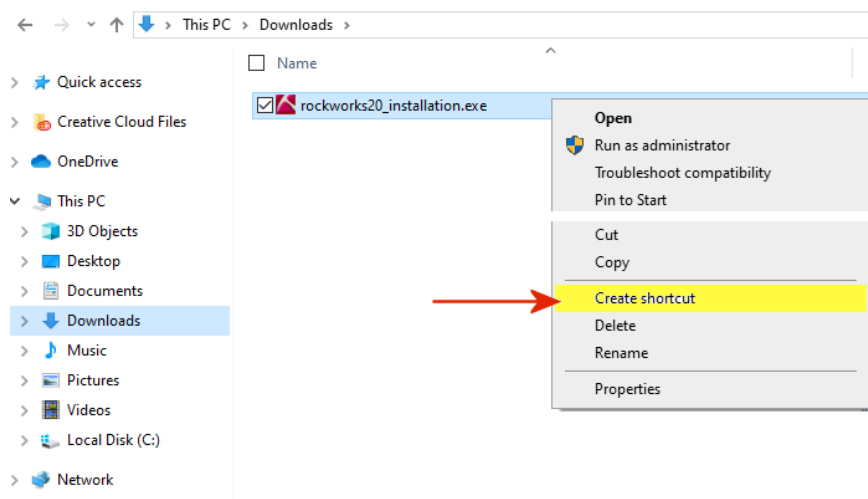 This PC > Downloads >
Name
Quick access
Creative Cloud Files
OneDrive
This PC
3D Objects
Desktop
Documents
Downloads
Music
Pictures
Videos
Local Disk (C:)
Network
rockworks20_installation.exe
Open
Run as administrator
Troubleshoot compatibility
Pin to Start
Cut
Copy
Create shortcut
Delete
Rename
Properties